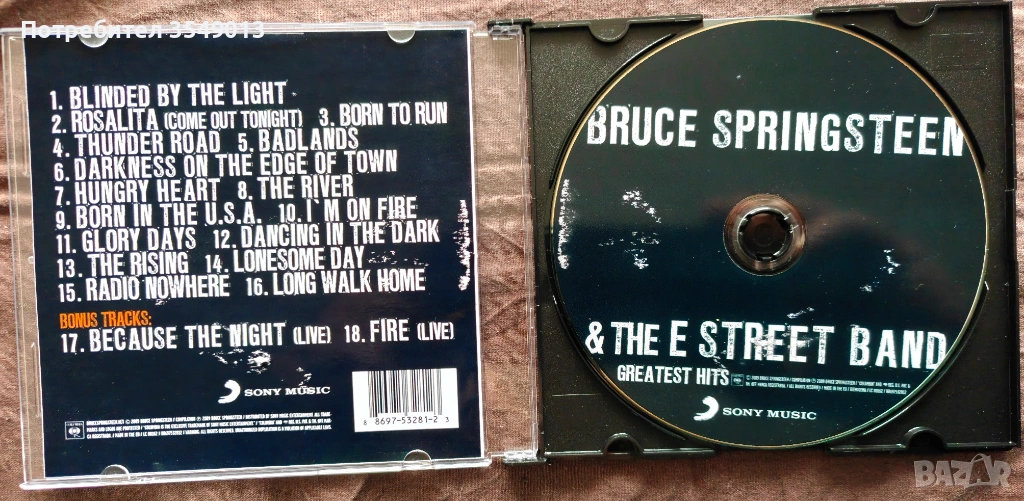 Потребител 3549013
1. BLINDED BY THE LIGHT
2. ROSALITA (COME OUT TONIGHT) 3. BORN TO RUN
4. THUNDER ROAD 5. BADLANDS
6. DARKNESS ON THE EDGE OF TOWN
7. HUNGRY HEART 8. THE RIVER
9. BORN IN THE U.S.A. 10. I`M ON FIRE
11. GLORY DAYS 12. DANCING IN THE DARK
13. THE RISING 14. LONESOME DAY
15. RADIO NOWHERE 16. LONG WALK HOME
BONUS TRACKS:
17. BECAUSE THE NIGHT (LIVE) 18. FIRE (LIVE)
SONY MUSIC
8 8697-53281-2 3
BRUCE SPRINGSTEEN
& THE E STREET BAND
GREATEST HITS
SONY MUSIC
BAZAR